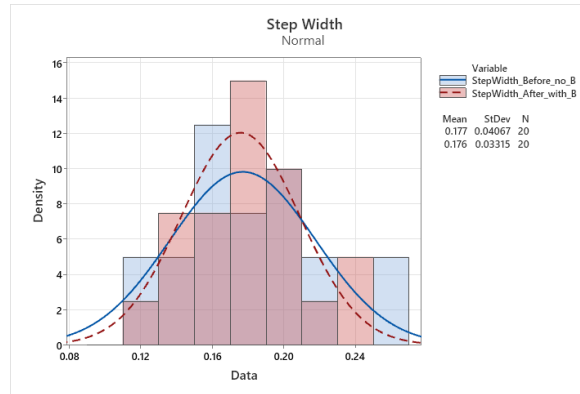 Step Width
Normal
16
14
12
10
8
6
4
2
0
Density
0.08 0.12 0.16 0.20 0.24
Data
Variable
StepWidth_Before_no_B
StepWidth_After_with_B
Mean StDev N
0.177 0.04067 20
0.176 0.03315 20